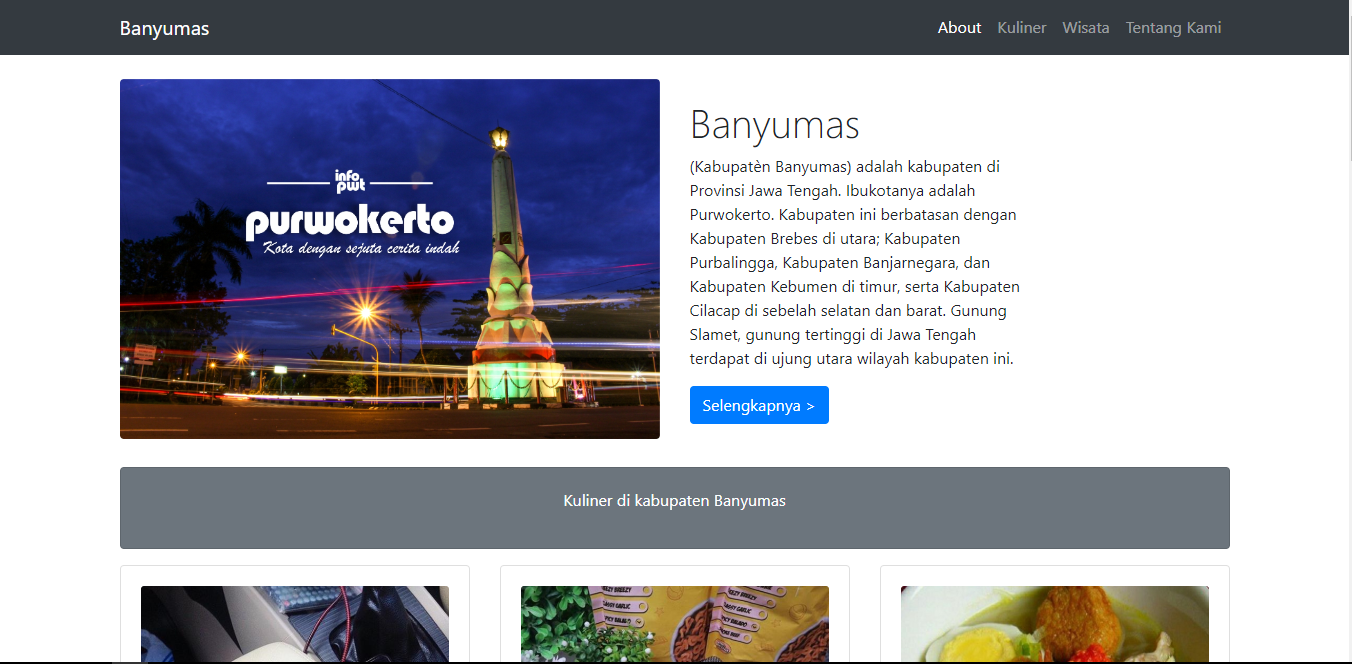 Banyumas
About Kuliner Wisata Tentang Kami
info
pwt
purwokerto
Kota dengan sejuta cerita indah
Banyumas
(Kabupatèn Banyumas) adalah kabupaten di
Provinsi Jawa Tengah. Ibukotanya adalah
Purwokerto. Kabupaten ini berbatasan dengan
Kabupaten Brebes di utara; Kabupaten
Purbalingga, Kabupaten Banjarnegara, dan
Kabupaten Kebumen di timur, serta Kabupaten
Cilacap di sebelah selatan dan barat. Gunung
Slamet, gunung tertinggi di Jawa Tengah
terdapat di ujung utara wilayah kabupaten ini.
Selengkapnya >
Kuliner di kabupaten Banyumas